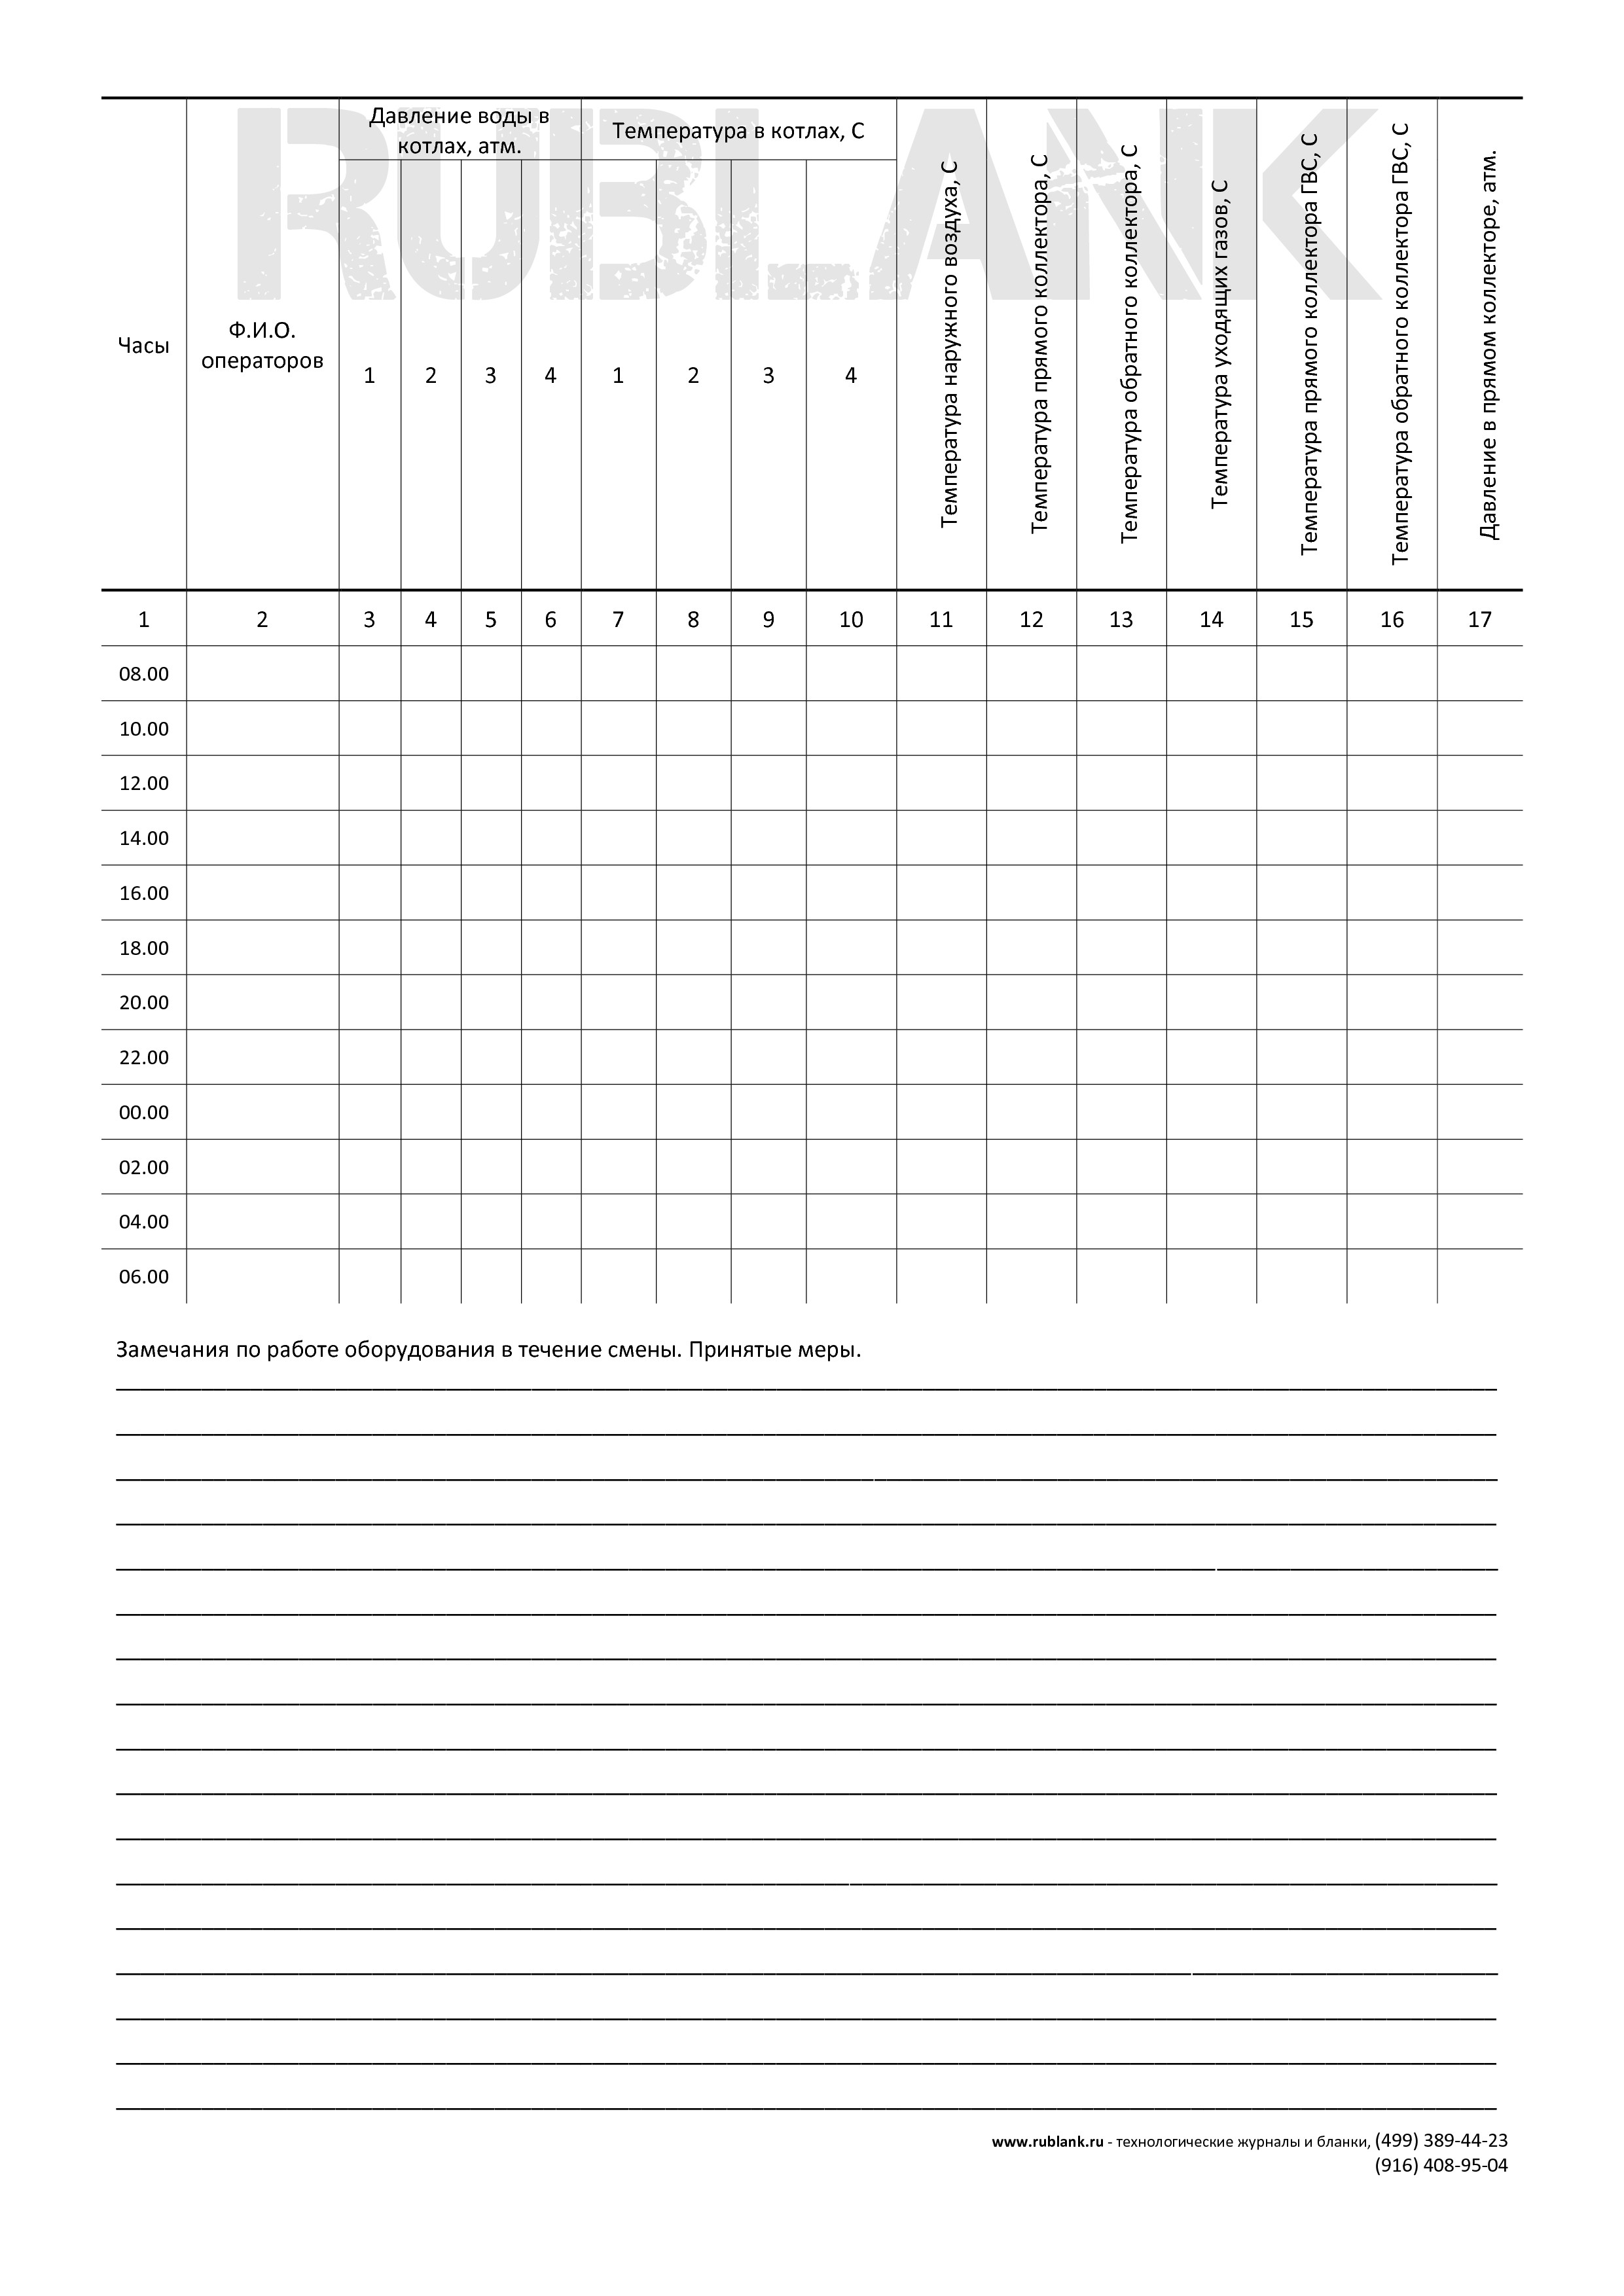 RUBLANK
Часы
Ф.И.О.
операторов
Давление воды в
котлах, атм.
Температура в котлах, С
1 2 3 4 1 2 3 4
Температура наружного воздуха, С
Температура прямого коллектора, С
Температура обратного коллектора, С
Температура уходящих газов, С
Температура прямого коллектора ГВС, С
Температура обратного коллектора ГВС, С
Давление в прямом коллекторе, атм.
1 2 3 4 5 6 7 8 9 10 11 12 13 14 15 16 17
08.00
10.00
12.00
14.00
16.00
18.00
20.00
22.00
00.00
02.00
04.00
06.00
Замечания по работе оборудования в течение смены. Принятые меры.
www.rublank.ru - технологические журналы и бланки, (499) 389-44-23
(916) 408-95-04